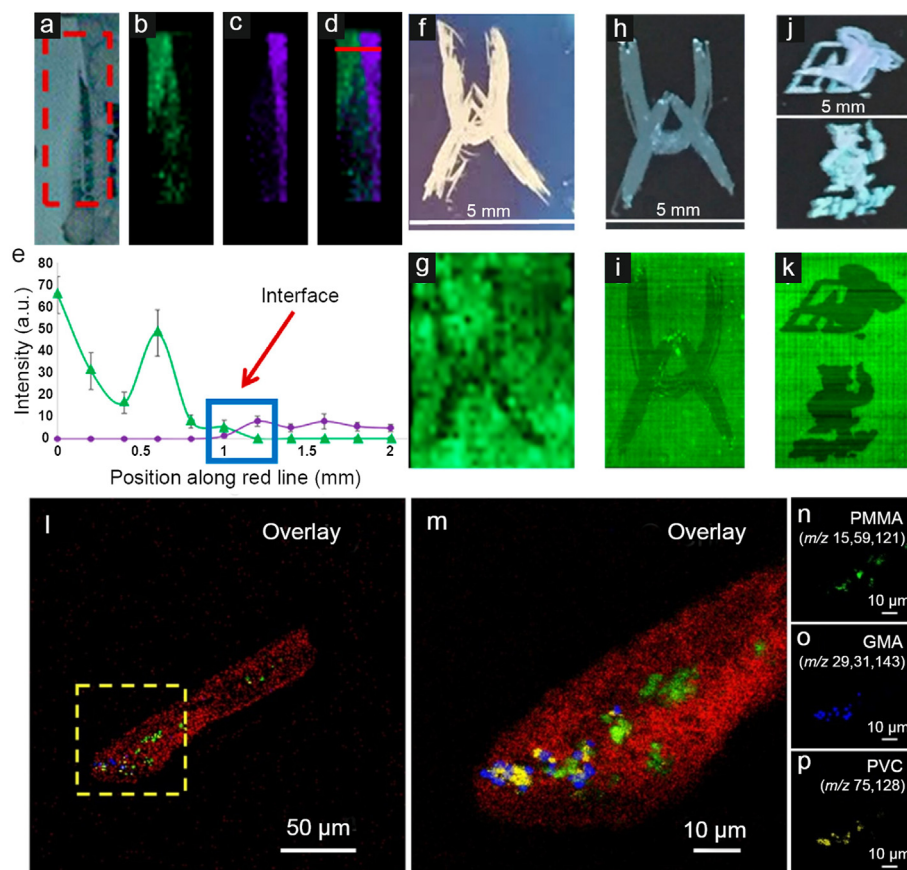 a
b
c
d
f
h
j
5 mm
5 mm
5 mm
e
80
70
60
50
40
30
20
10
0
Intensity (a.u.)
Interface
0
0.5
1
1.5
2
Position along red line (mm)
g
i
k
l
Overlay
50 µm
m
Overlay
10 µm
n
PMMA
(m/z 15,59,121)
10 µm
o
GMA
(m/z 29,31,143)
10 µm
p
PVC
(m/z 75,128)
10 µm